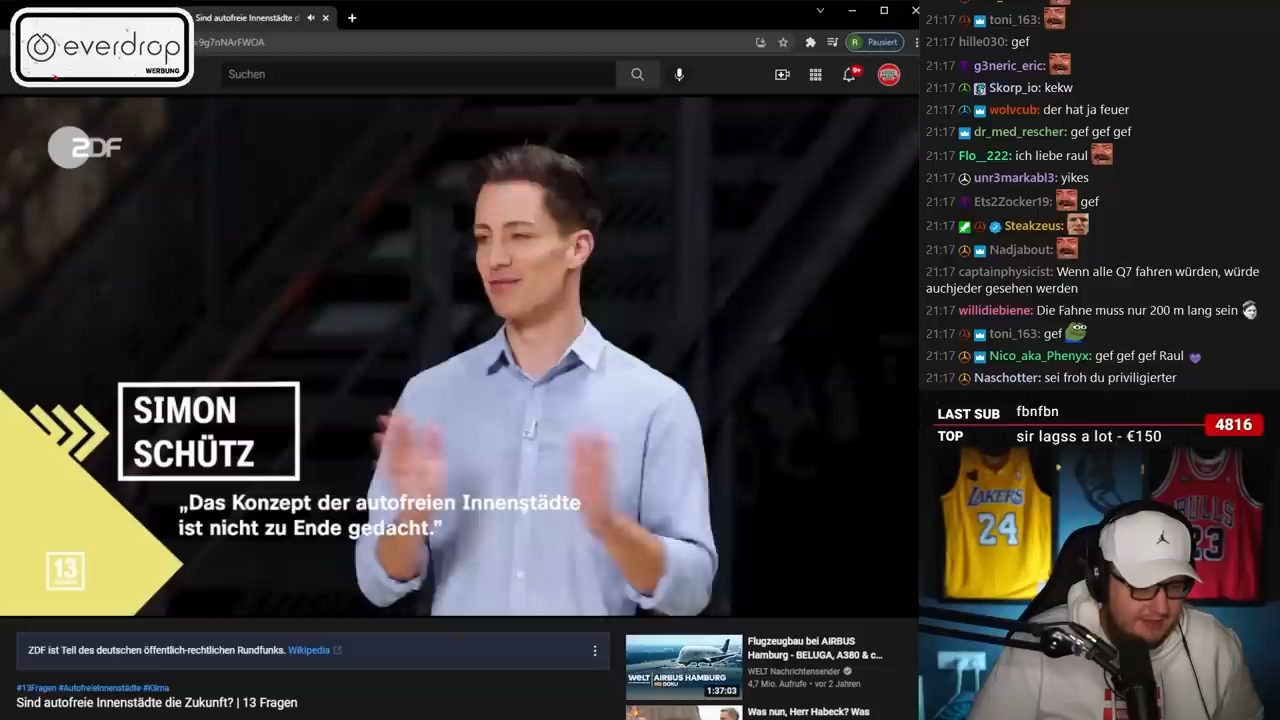 everdrop
WERBUNG
Sind autofreie Innenstädte d
=9g7nNArFWOA
R Pausiert
Suchen
9+
ZDF
SIMON
SCHÜTZ
„Das Konzept der autofreien Innenstädte
ist nicht zu Ende gedacht."
13
ZDF ist Teil des deutschen öffentlich-rechtlichen Rundfunks. Wikipedia
#13Fragen #AutofreieInnenstädte #Klima
Sind autofreie Innenstädte die Zukunft? | 13 Fragen
WELT AIRBUS HAMBURG
1:37:03
Flugzeugbau bei AIRBUS
Hamburg - BELUGA, A380 & c...
WELT Nachrichtensender
4,7 Mio. Aufrufe • vor 2 Jahren
Was nun, Herr Habeck? Was
21:17 toni_163:
21:17 hille030: gef
21:17 g3neric_eric:
21:17 Skorp_io: kekw
21:17 wolvcub: der hat ja feuer
21:17 dr_med_rescher: gef gef gef
21:17 Flo__222: ich liebe raul
21:17 unr3markabl3: yikes
21:17 Ets2Zocker19: gef
21:17 Steakzeus:
21:17 Nadjabout:
21:17 captainphysicist: Wenn alle Q7 fahren würden, würde
auchjeder gesehen werden
21:17 willidiebiene: Die Fahne muss nur 200 m lang sein
21:17 toni_163: gef
21:17 Nico_aka_Phenyx: gef gef gef Raul
21:17 Naschotter: sei froh du priviligierter
LAST SUB fbnfbn
4816
TOP sir lagss a lot - €150
LAKERS
24
BULLS
23